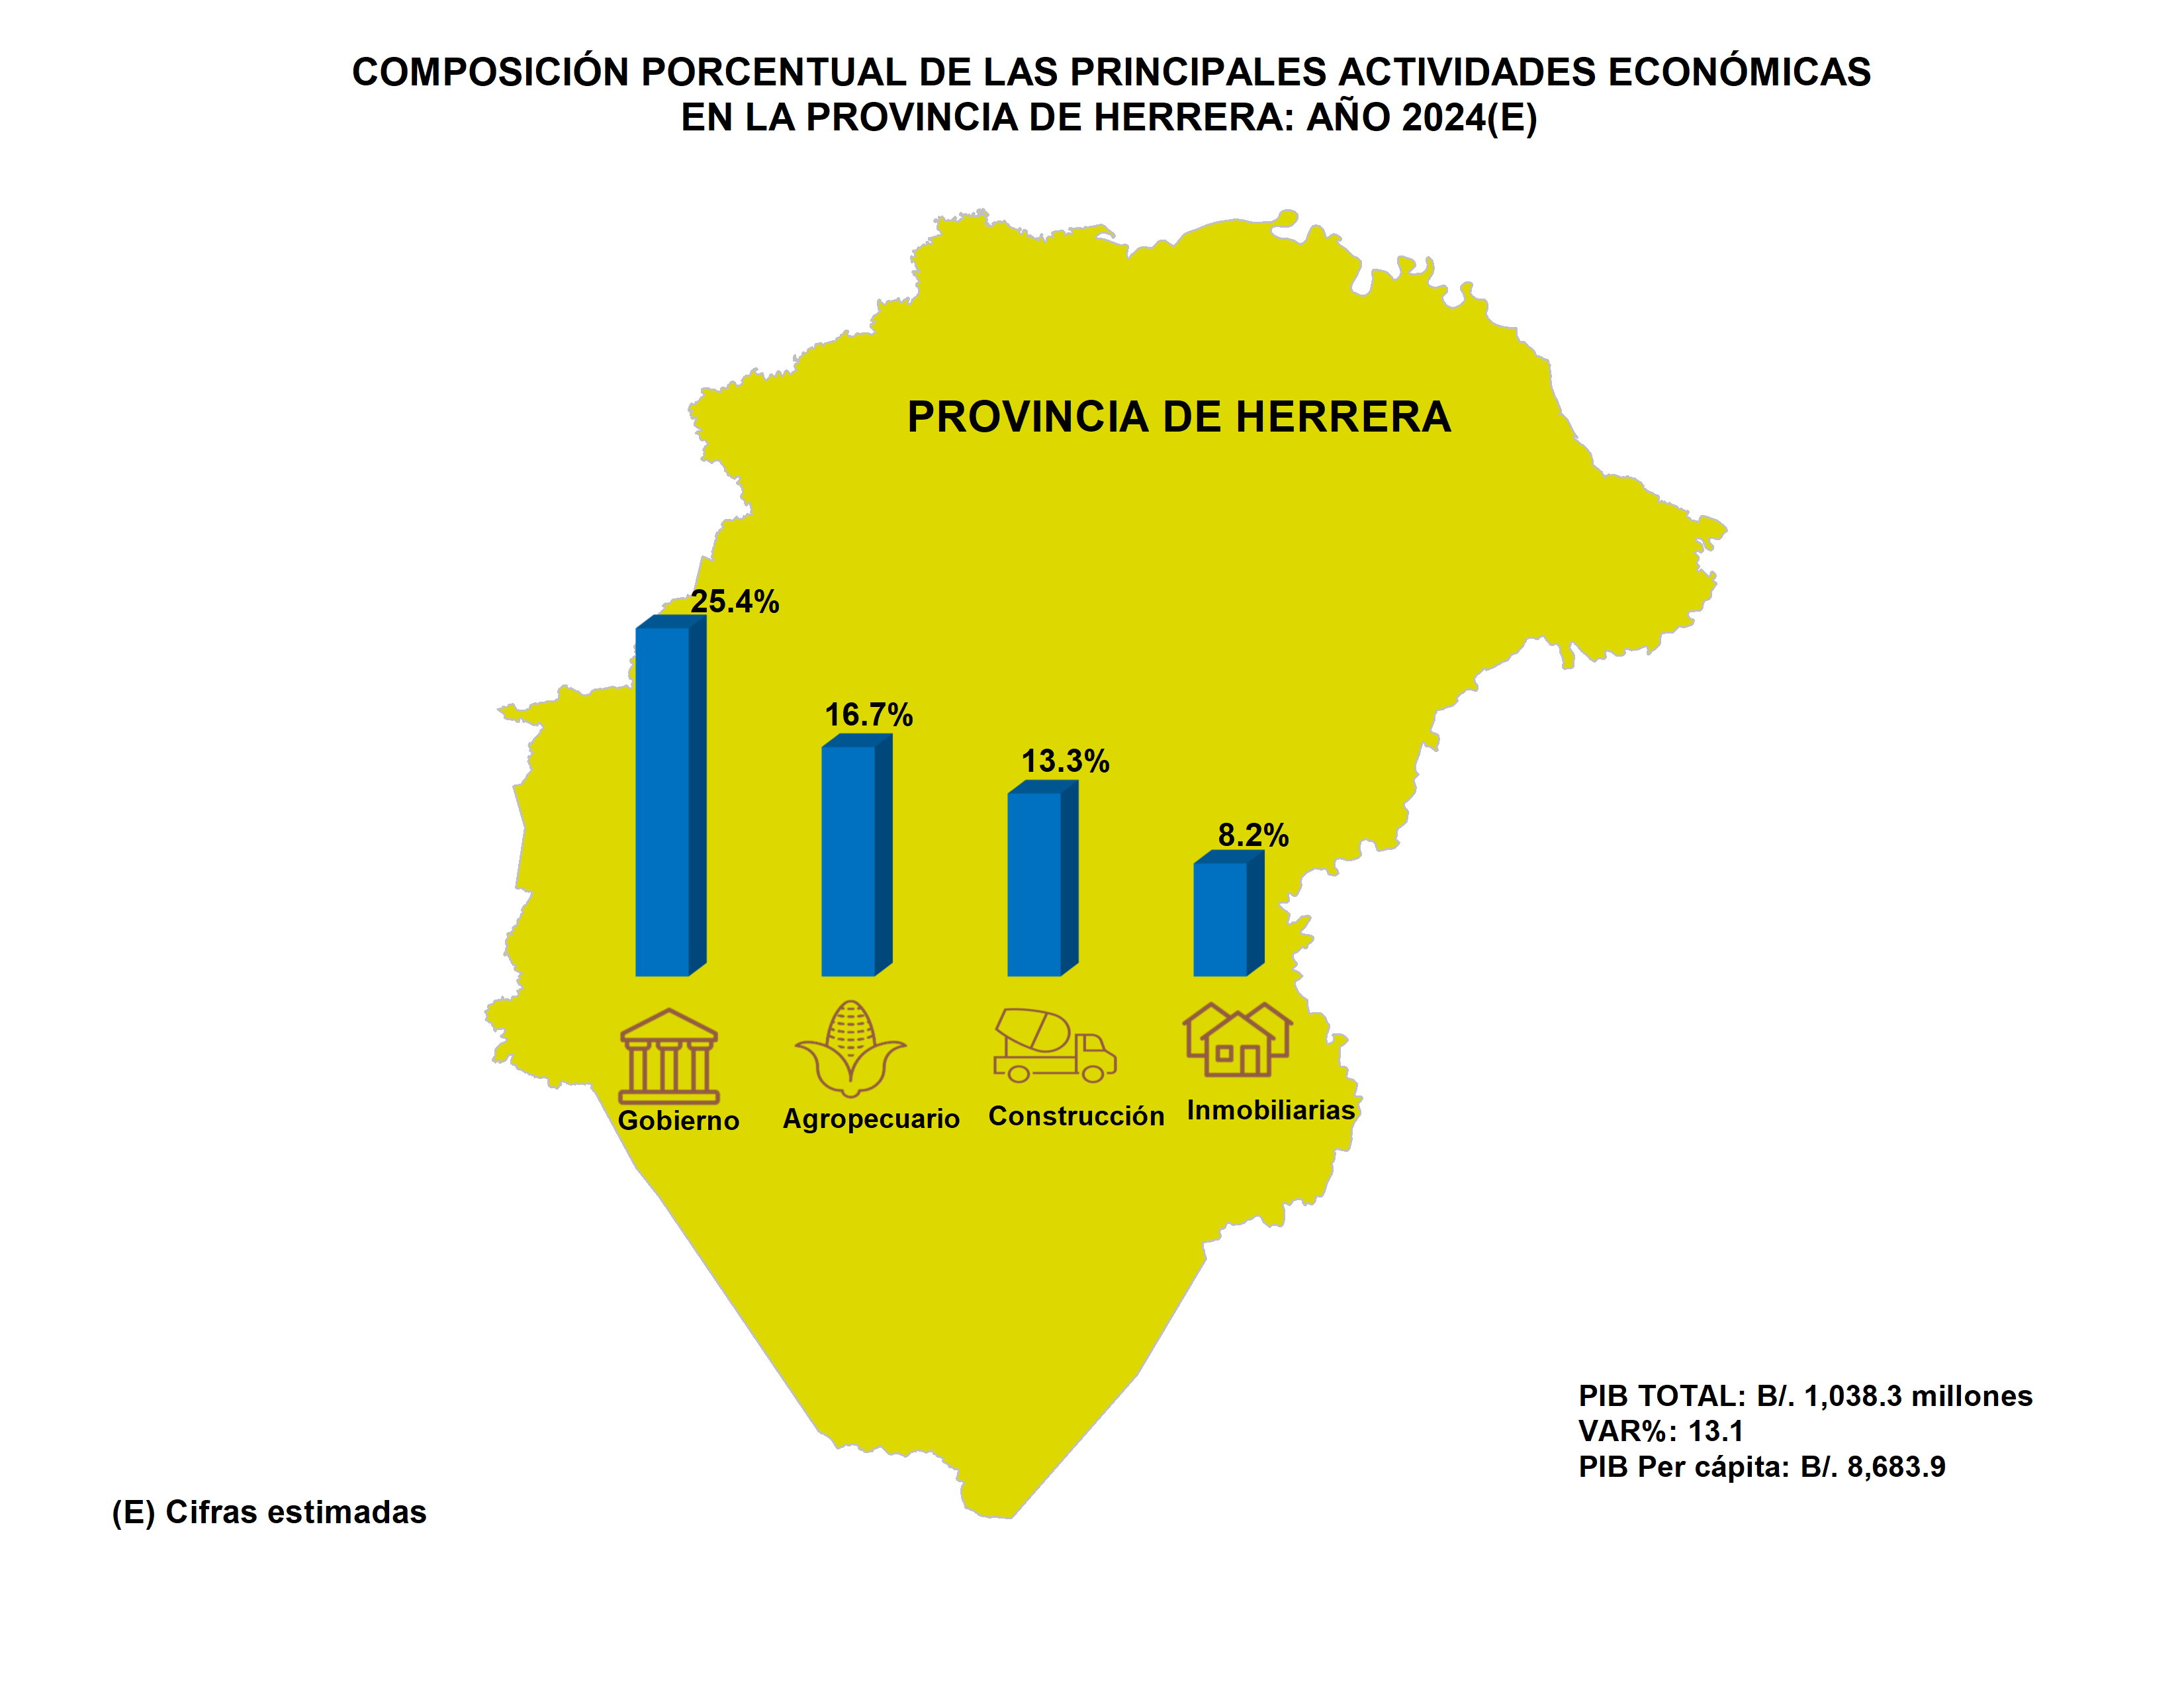 COMPOSICIÓN PORCENTUAL DE LAS PRINCIPALES ACTIVIDADES ECONÓMICAS
EN LA PROVINCIA DE HERRERA: AÑO 2024(E)
PROVINCIA DE HERRERA
25.4%
16.7%
13.3%
8.2%
Gobierno
Agropecuario
Construcción
Inmobiliarias
PIB TOTAL: B/. 1,038.3 millones
VAR%: 13.1
PIB Per cápita: B/. 8,683.9
(E) Cifras estimadas